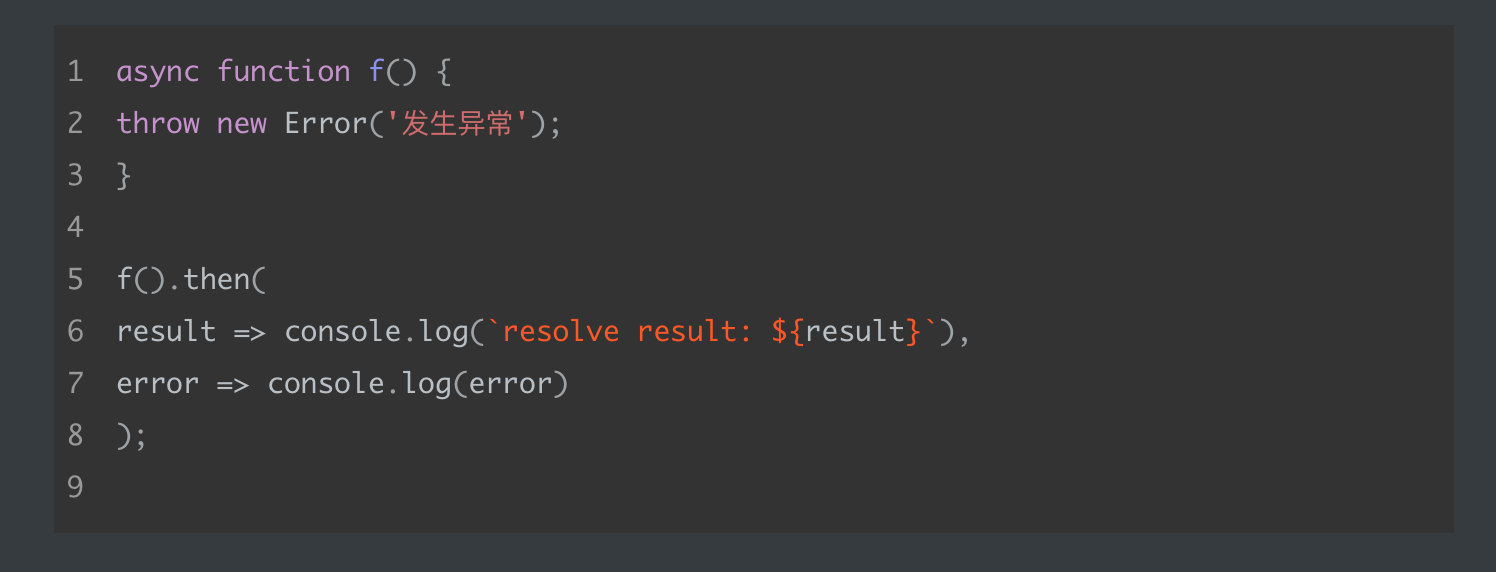 1 async function f() {
2 throw new Error('发生异常');
3 }
4
5 f().then(
6 result => console.log(`resolve result: ${result}`),
7 error => console.log(error)
8 );
9